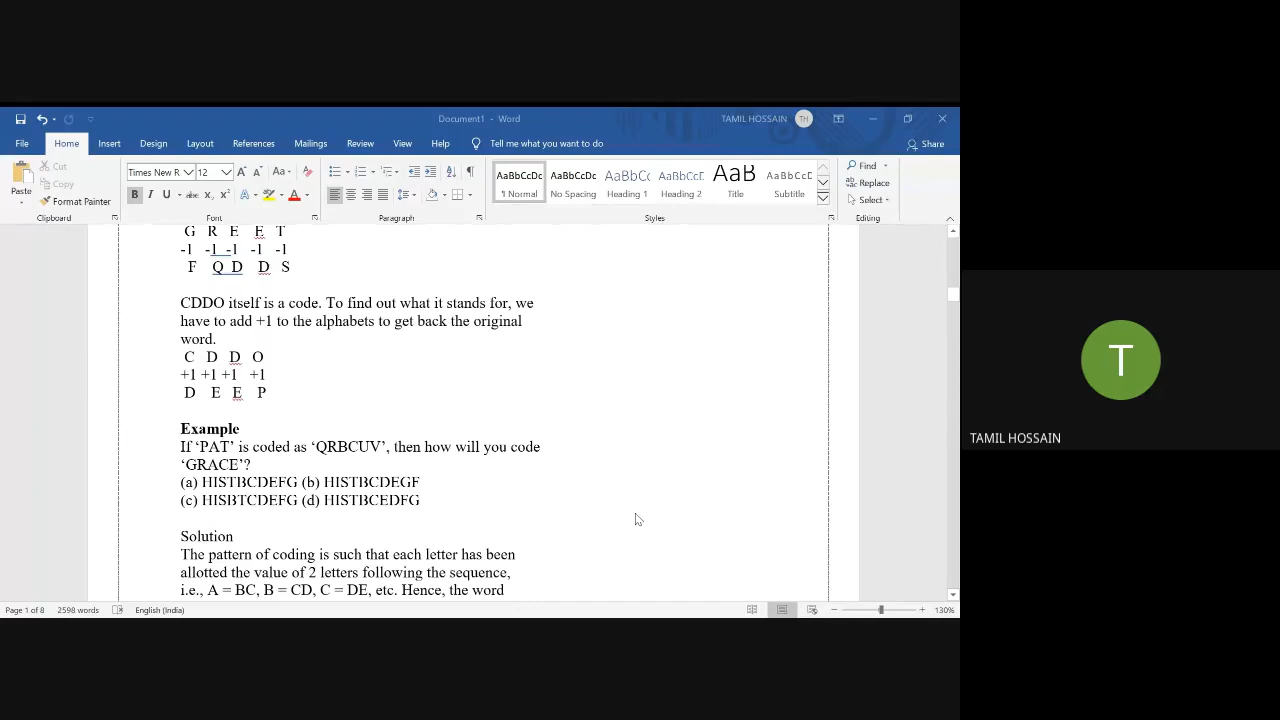 Document1 - Word
TAMIL HOSSAIN TH
File Home Insert Design Layout References Mailings Review View Help Tell me what you want to do Share
Paste Cut Copy Format Painter Clipboard
Times New R 12 A A Aa B I U abc x₂ x² A A Font
Paragraph
AaBbCcDc ¶ Normal AaBbCcDc No Spacing AaBbCc Heading 1 AaBbCcE Heading 2 AaB Title AaBbCcD Subtitle Styles
Find Replace Select Editing
G R E E T
-1 -1 -1 -1 -1
F Q D D S
CDDO itself is a code. To find out what it stands for, we
have to add +1 to the alphabets to get back the original
word.
C D D O
+1 +1 +1 +1
D E E P
Example
If ‘PAT’ is coded as ‘QRBCUV’, then how will you code
‘GRACE’?
(a) HISTBCDEFG (b) HISTBCDEGF
(c) HISBTCDEFG (d) HISTBCEDFG
Solution
The pattern of coding is such that each letter has been
allotted the value of 2 letters following the sequence,
i.e., A = BC, B = CD, C = DE, etc. Hence, the word
Page 1 of 8 2598 words English (India) 130%
T
TAMIL HOSSAIN